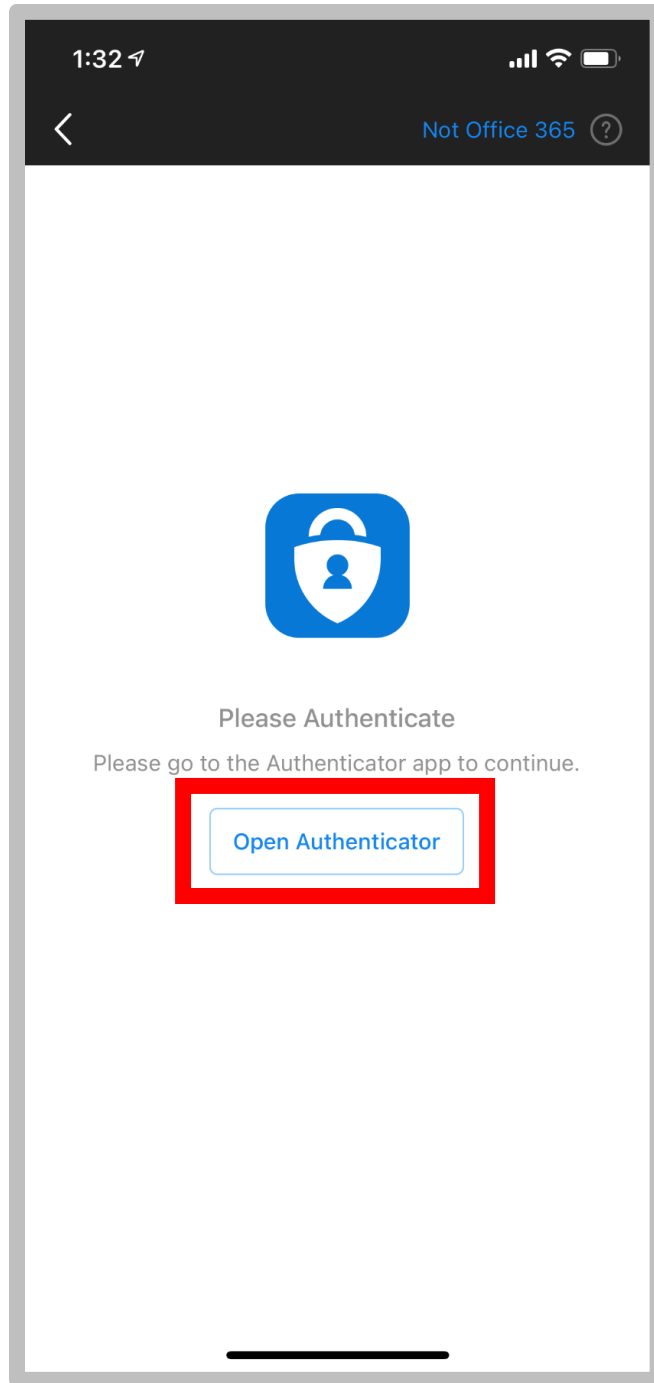 1:32
Not Office 365 ?
Please Authenticate
Please go to the Authenticator app to continue.
Open Authenticator